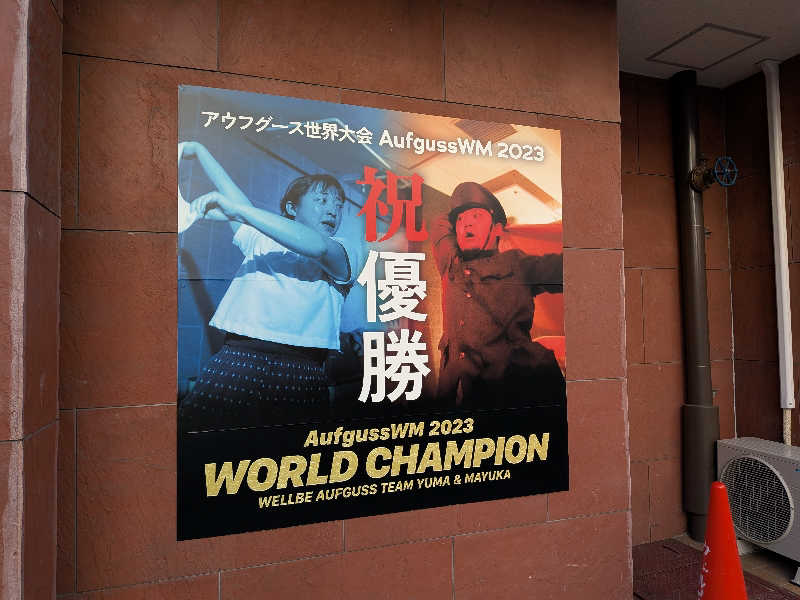 アウフグース世界大会 AufgussWM 2023
祝
優
勝
AufgussWM 2023
WORLD CHAMPION
WELLBE AUFGUSS TEAM YUMA & MAYUKA